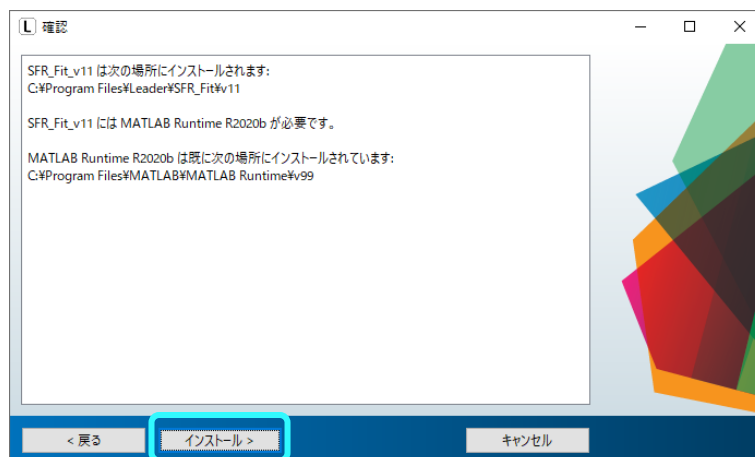 L 確認
SFR_Fit_v11 は次の場所にインストールされます:
C:¥Program Files¥Leader¥SFR_Fit¥v11
SFR_Fit_v11 には MATLAB Runtime R2020b が必要です。
MATLAB Runtime R2020b は既に次の場所にインストールされています:
C:¥Program Files¥MATLAB¥MATLAB Runtime¥v99
< 戻る
インストール >
キャンセル